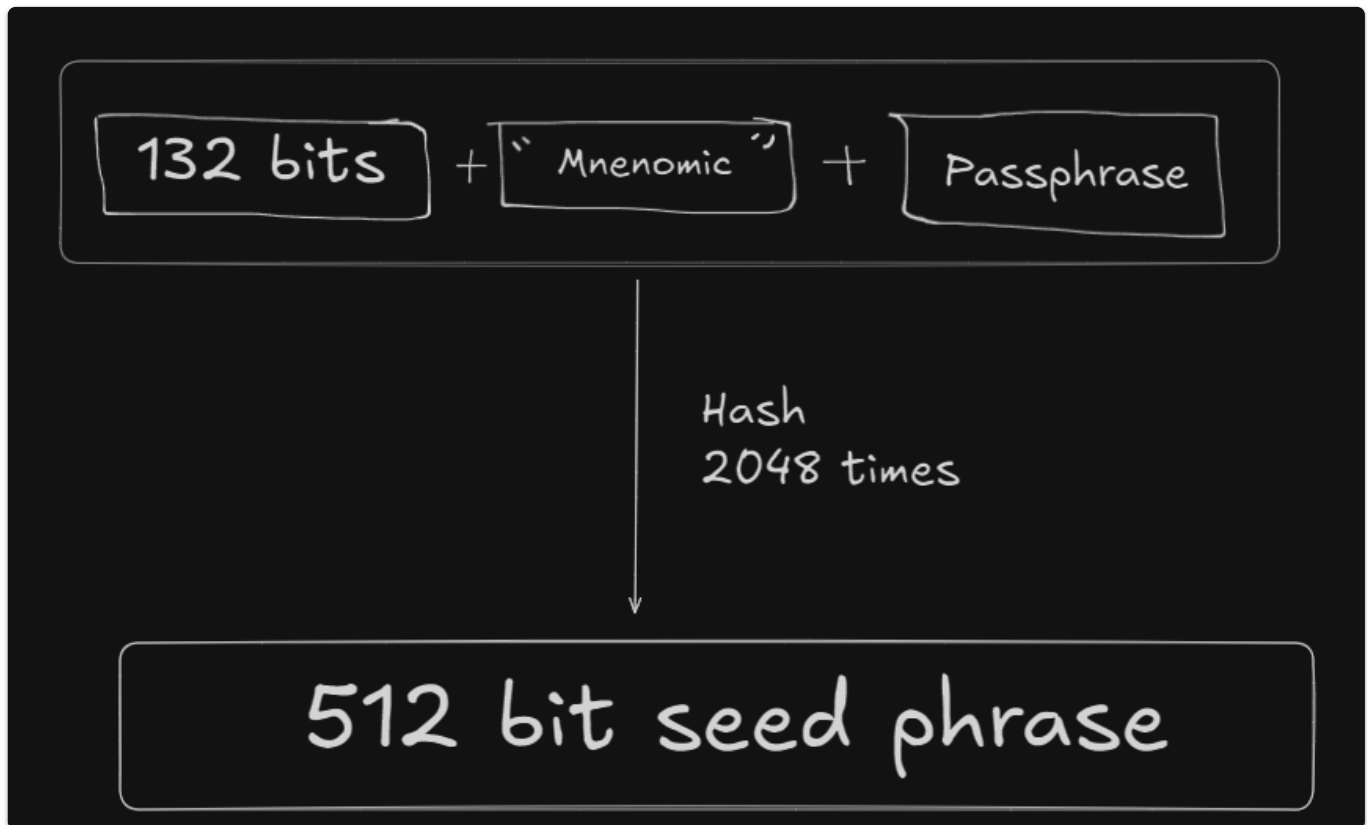 132 bits + " Mnenomic " + Passphrase
Hash
2048 times
512 bit seed phrase